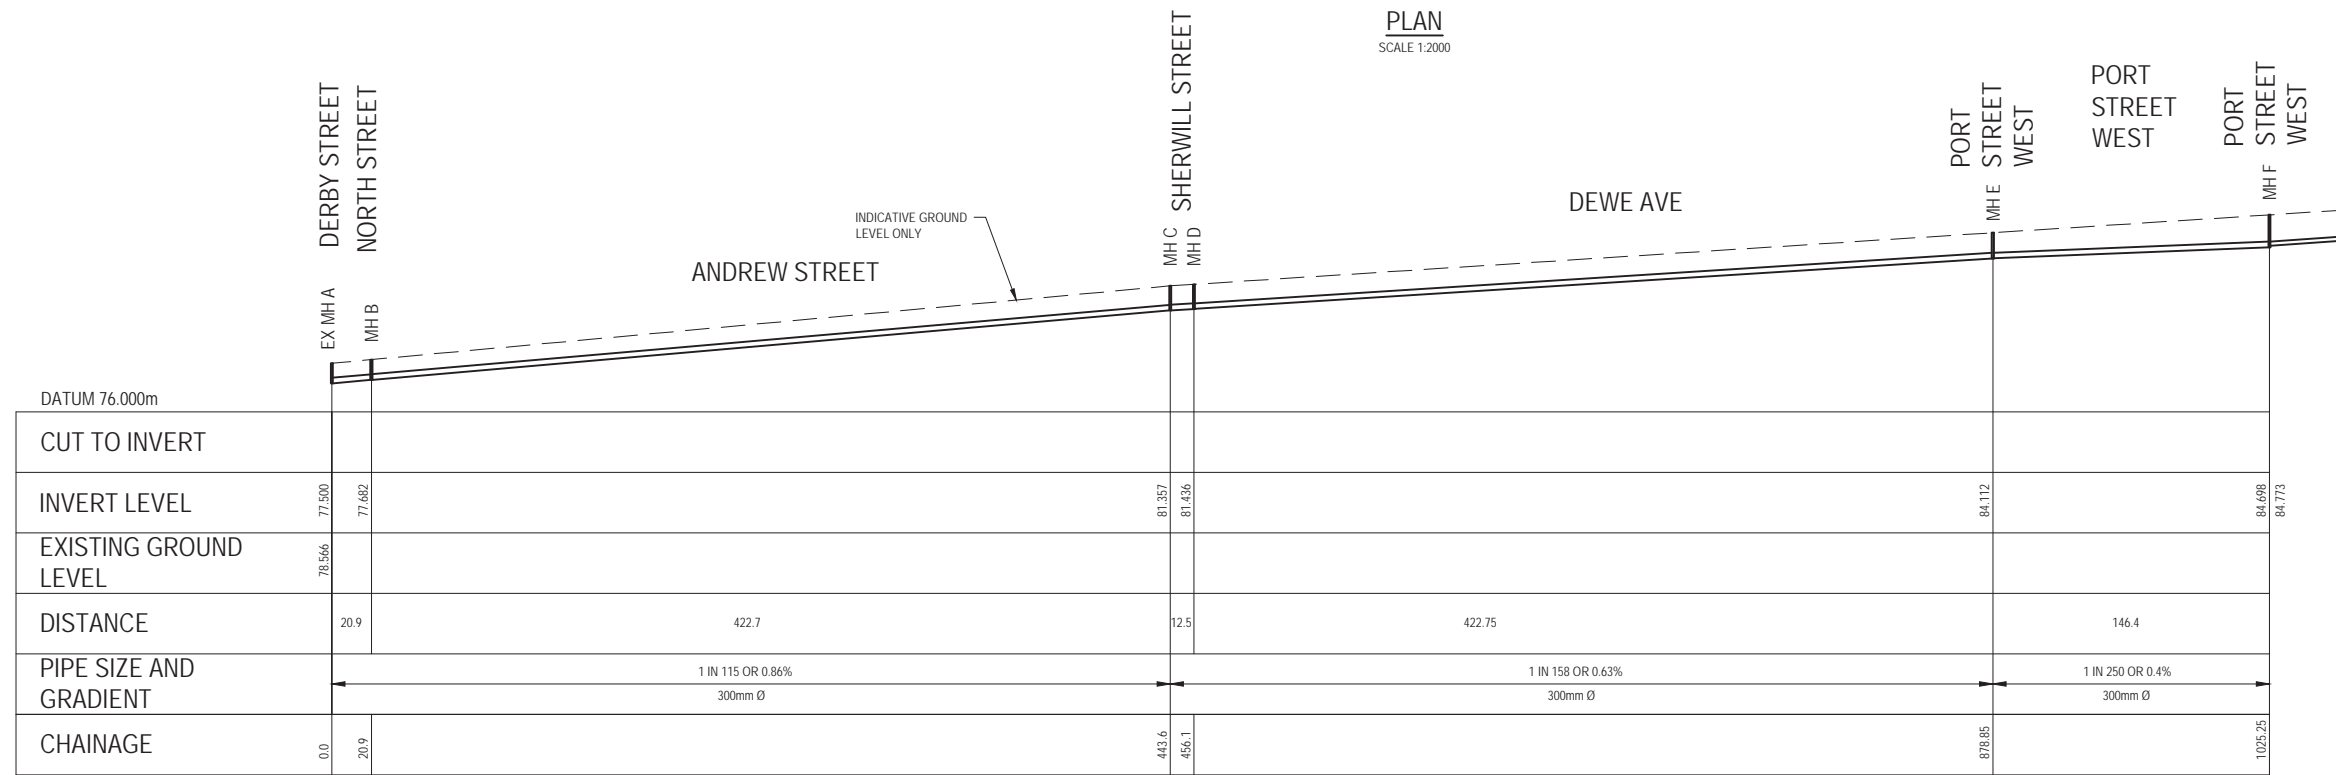 PLAN
SCALE 1:2000
DERBY STREET
NORTH STREET
SHERWILL STREET
PORT
STREET
WEST
PORT
STREET
WEST
PORT
STREET
WEST
INDICATIVE GROUND
LEVEL ONLY
ANDREW STREET
DEWE AVE
EX MH A
MH B
MH C
MH D
MH E
MH F
DATUM 76.000m
CUT TO INVERT
INVERT LEVEL
77.500
77.682
81.357
81.436
84.112
84.698
84.773
EXISTING GROUND
LEVEL
78.566
DISTANCE
20.9
422.7
12.5
422.75
146.4
PIPE SIZE AND
GRADIENT
1 IN 115 OR 0.86%
300mm Ø
1 IN 158 OR 0.63%
300mm Ø
1 IN 250 OR 0.4%
300mm Ø
CHAINAGE
0.0
20.9
443.6
456.1
878.85
1025.25